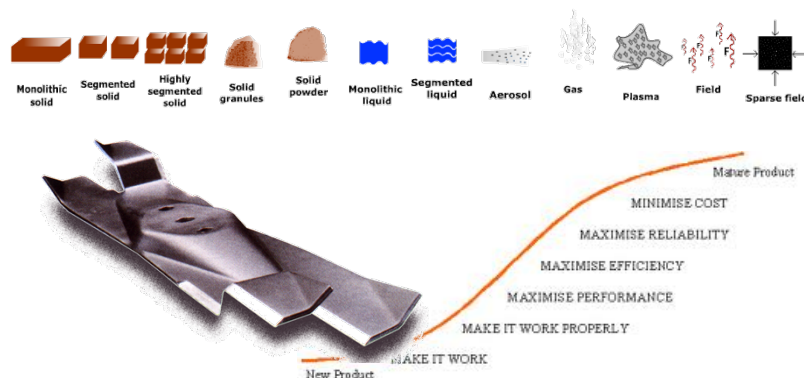 Monolithic
solid
Segmented
solid
Highly
segmented
solid
Solid
granules
Solid
powder
Monolithic
liquid
Segmented
liquid
Aerosol
Gas
Plasma
F
F
F
F
Field
Sparse field
Mature Product
MINIMISE COST
MAXIMISE RELIABILITY
MAXIMISE EFFICIENCY
MAXIMISE PERFORMANCE
MAKE IT WORK PROPERLY
MAKE IT WORK
New Product